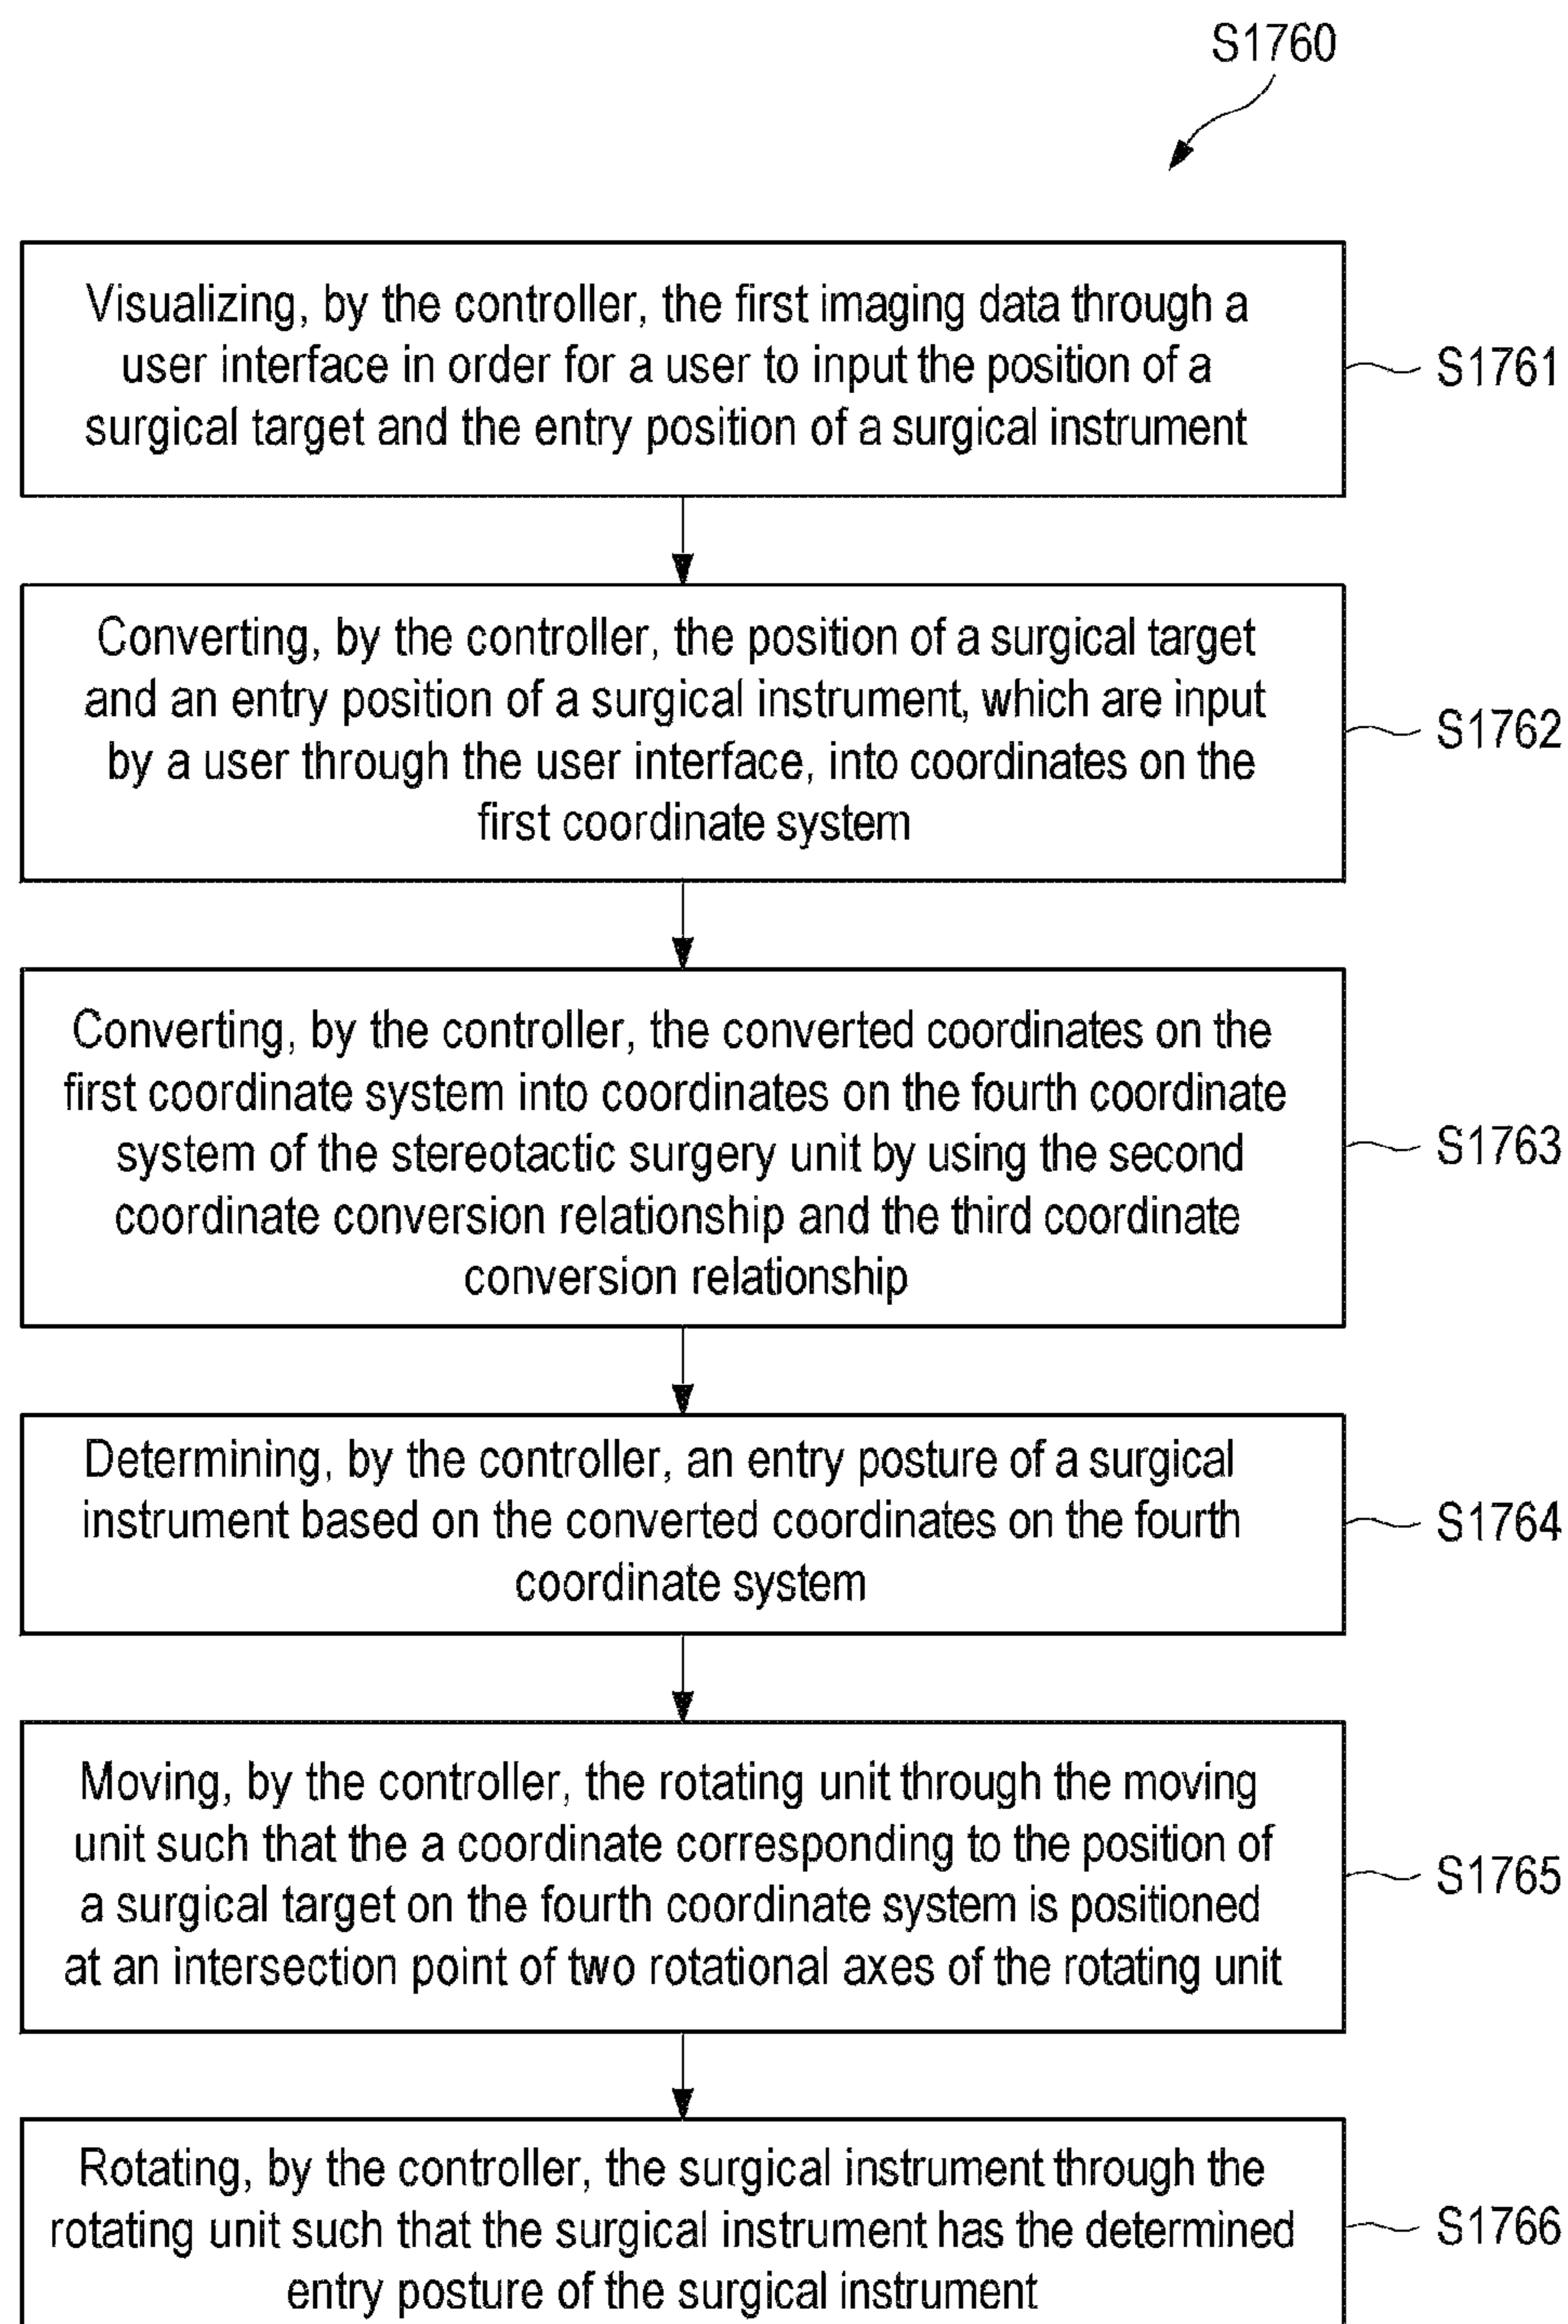 S1760
Visualizing, by the controller, the first imaging data through a
user interface in order for a user to input the position of a
surgical target and the entry position of a surgical instrument
S1761
Converting, by the controller, the position of a surgical target
and an entry position of a surgical instrument, which are input
by a user through the user interface, into coordinates on the
first coordinate system
S1762
Converting, by the controller, the converted coordinates on the
first coordinate system into coordinates on the fourth coordinate
system of the stereotactic surgery unit by using the second
coordinate conversion relationship and the third coordinate
conversion relationship
S1763
Determining, by the controller, an entry posture of a surgical
instrument based on the converted coordinates on the fourth
coordinate system
S1764
Moving, by the controller, the rotating unit through the moving
unit such that the a coordinate corresponding to the position of
a surgical target on the fourth coordinate system is positioned
at an intersection point of two rotational axes of the rotating unit
S1765
Rotating, by the controller, the surgical instrument through the
rotating unit such that the surgical instrument has the determined
entry posture of the surgical instrument
S1766